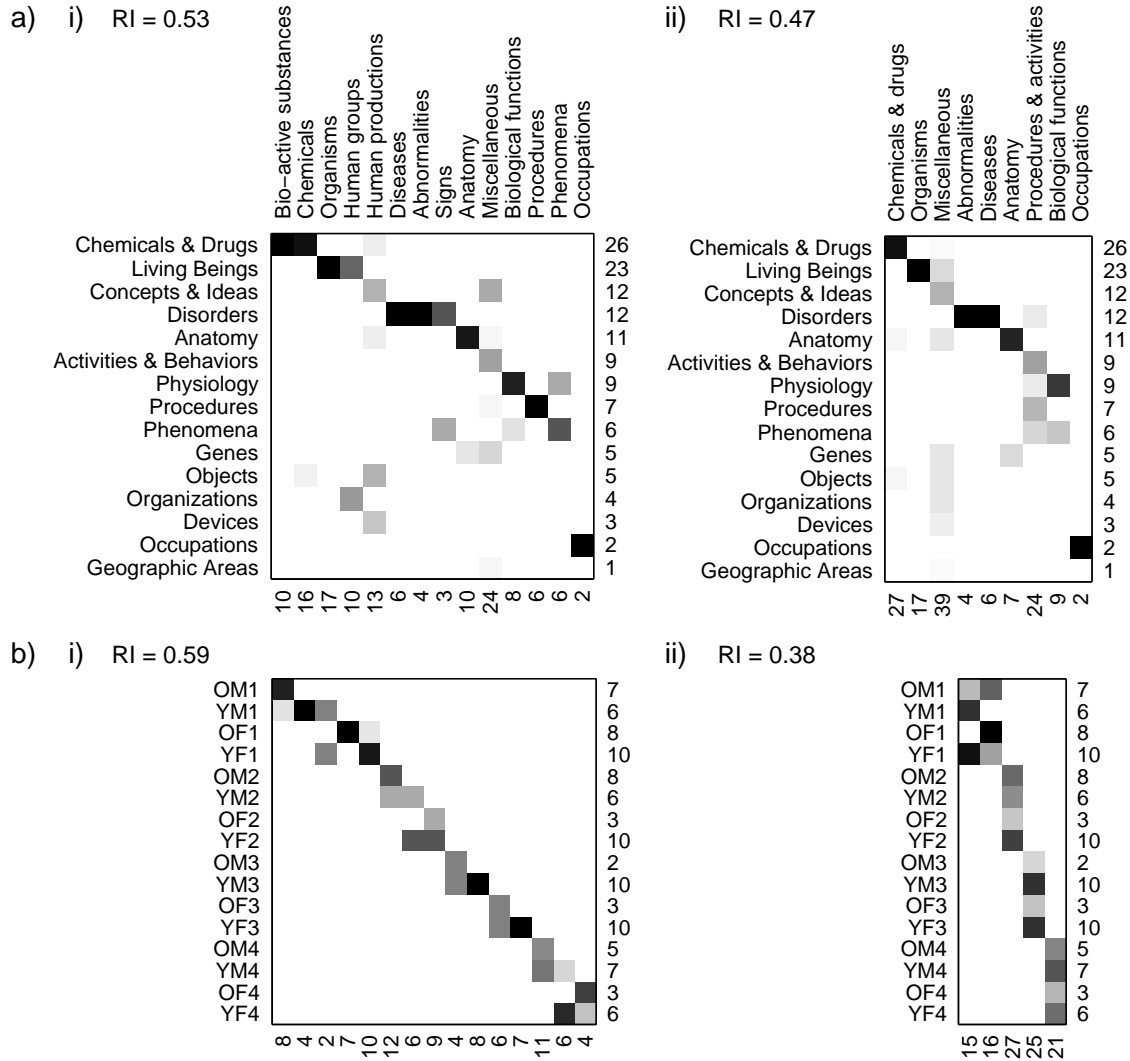 a) i) RI = 0.53
Bio-active substances
Chemicals
Organisms
Human groups
Human productions
Diseases
Abnormalities
Signs
Anatomy
Miscellaneous
Biological functions
Procedures
Phenomena
Occupations
Chemicals & Drugs 26
Living Beings 23
Concepts & Ideas 12
Disorders 12
Anatomy 11
Activities & Behaviors 9
Physiology 9
Procedures 7
Phenomena 6
Genes 5
Objects 5
Organizations 4
Devices 3
Occupations 2
Geographic Areas 1
10 16 17 10 13 6 4 3 10 24 8 6 6 2
ii) RI = 0.47
Chemicals & drugs
Organisms
Miscellaneous
Abnormalities
Diseases
Anatomy
Procedures & activities
Biological functions
Occupations
Chemicals & Drugs 26
Living Beings 23
Concepts & Ideas 12
Disorders 12
Anatomy 11
Activities & Behaviors 9
Physiology 9
Procedures 7
Phenomena 6
Genes 5
Objects 5
Organizations 4
Devices 3
Occupations 2
Geographic Areas 1
27 17 39 4 6 7 24 9 2
b) i) RI = 0.59
OM1 7
YM1 6
OF1 8
YF1 10
OM2 8
YM2 6
OF2 3
YF2 10
OM3 2
YM3 10
OF3 3
YF3 10
OM4 5
YM4 7
OF4 3
YF4 6
8 4 2 7 10 12 6 9 4 8 6 7 11 6 4
ii) RI = 0.38
OM1 7
YM1 6
OF1 8
YF1 10
OM2 8
YM2 6
OF2 3
YF2 10
OM3 2
YM3 10
OF3 3
YF3 10
OM4 5
YM4 7
OF4 3
YF4 6
15 16 27 25 21